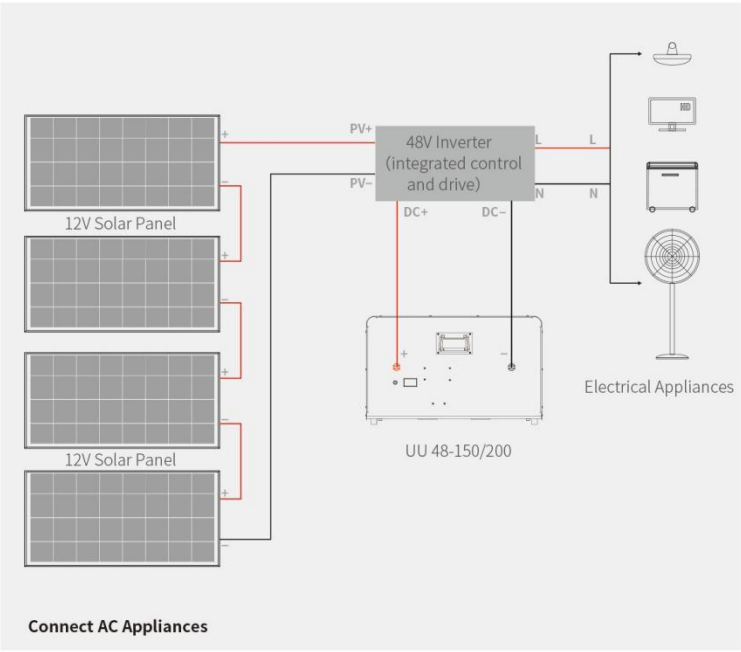 HD
PV+
48V Inverter
(integrated control
and drive)
L
L
PV−
N
N
DC+
DC−
+
−
12V Solar Panel
+
−
+
−
12V Solar Panel
+
−
+
−
Electrical Appliances
UU 48-150/200
Connect AC Appliances